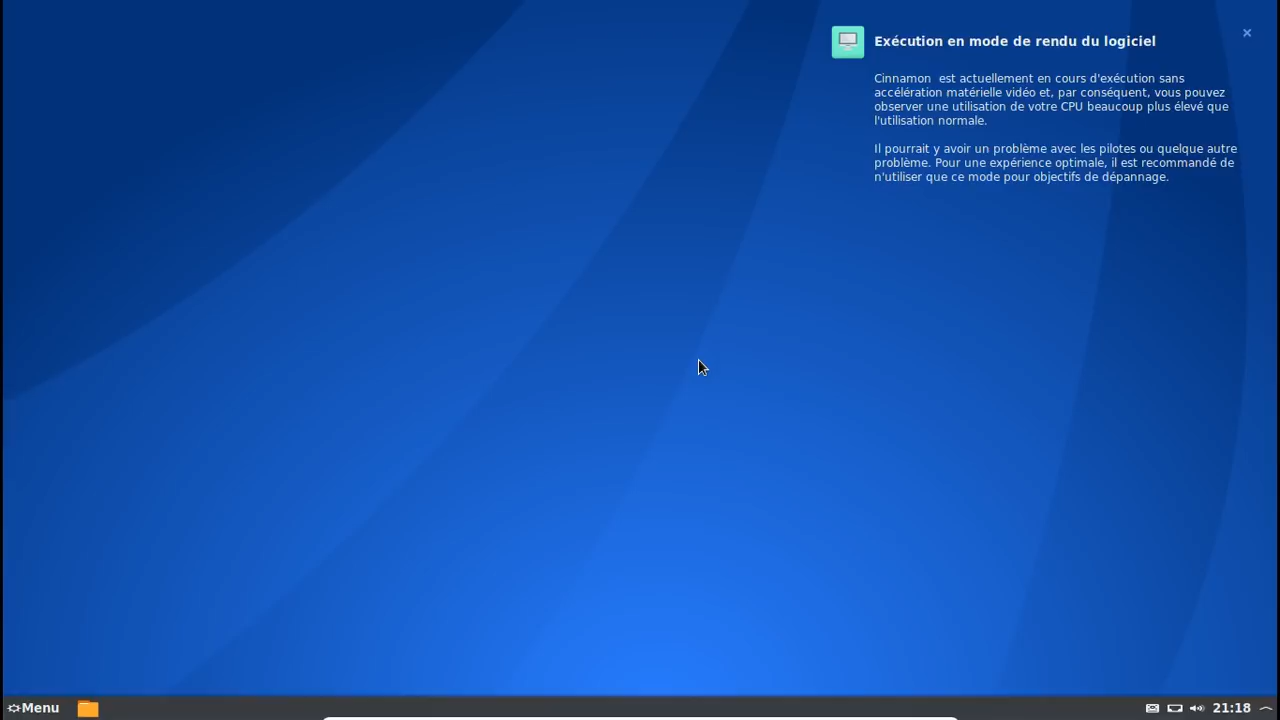 Exécution en mode de rendu du logiciel
Cinnamon  est actuellement en cours d'exécution sans
accélération matérielle vidéo et, par conséquent, vous pouvez
observer une utilisation de votre CPU beaucoup plus élevé que
l'utilisation normale.
Il pourrait y avoir un problème avec les pilotes ou quelque autre
problème. Pour une expérience optimale, il est recommandé de
n'utiliser que ce mode pour objectifs de dépannage.
Menu
21:18